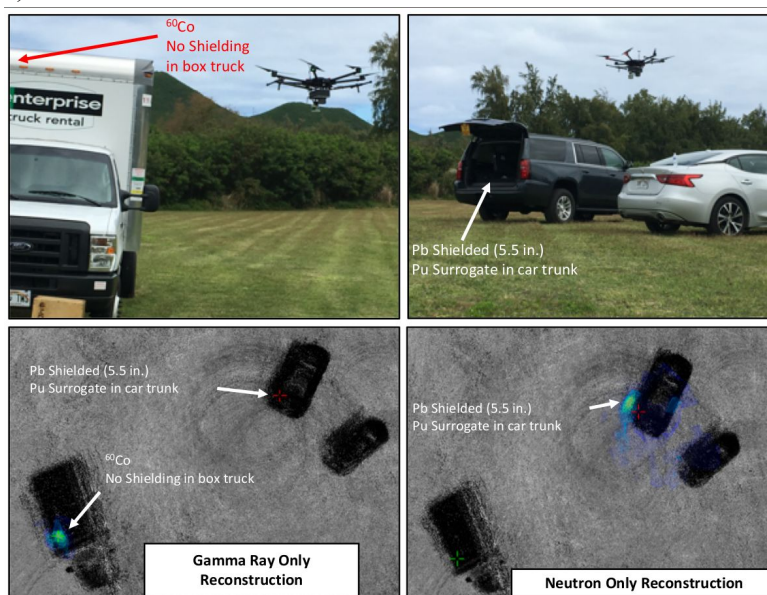 ⁶⁰Co
No Shielding
in box truck
nterprise
truck rental
Pb Shielded (5.5 in.)
Pu Surrogate in car trunk
Pb Shielded (5.5 in.)
Pu Surrogate in car trunk
⁶⁰Co
No Shielding in box truck
Gamma Ray Only
Reconstruction
Pb Shielded (5.5 in.)
Pu Surrogate in car trunk
Neutron Only Reconstruction